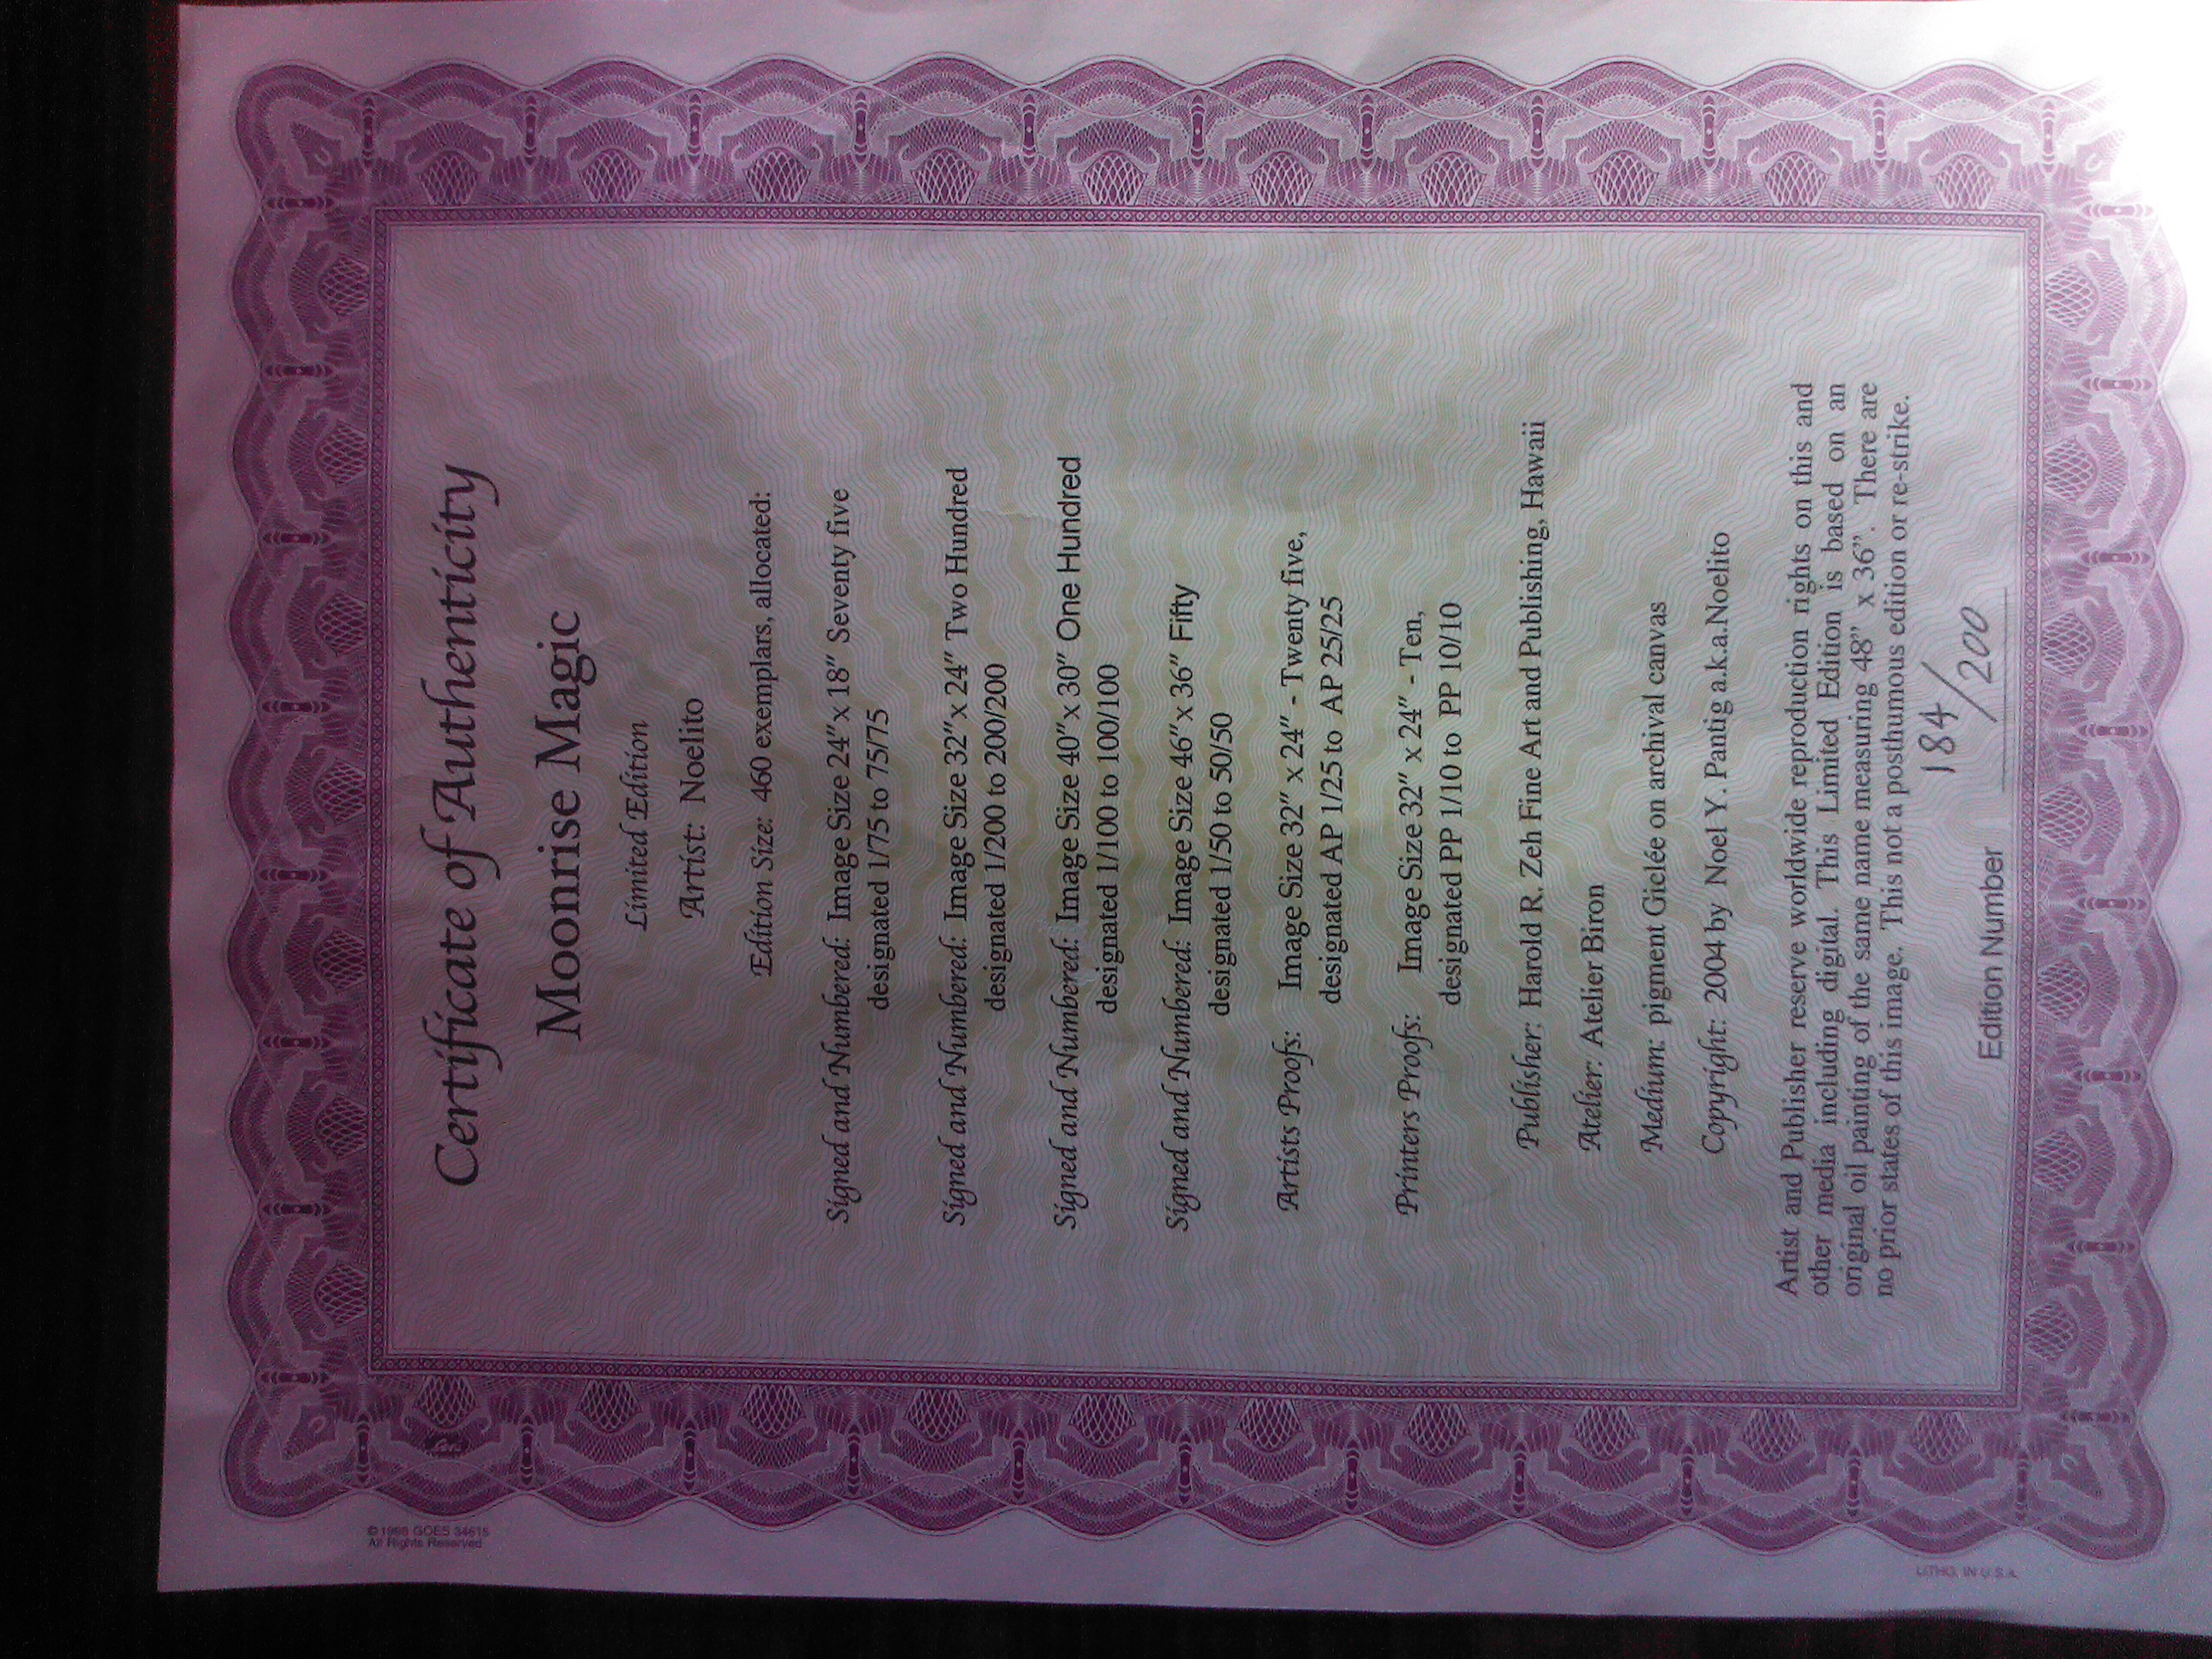 Certificate of Authenticity
Moonrise Magic
Limited Edition
Artist: Noelito
Edition Size: 460 exemplars, allocated:
Signed and Numbered: Image Size 24"x 18" Seventy five
designated 1/75 to 75/75
Signed and Numbered: Image Size 32"x 24" Two Hundred
designated 1/200 to 200/200
Signed and Numbered: Image Size 40"x 30" One Hundred
designated 1/100 to 100/100
Signed and Numbered: Image Size 46"x 36" Fifty
designated 1/50 to 50/50
Artists Proofs: Image Size 32" x 24" - Twenty five,
designated AP 1/25 to AP 25/25
Printers Proofs: Image Size 32" x 24" - Ten,
designated PP 1/10 to PP 10/10
Publisher: Harold R. Zeh Fine Art and Publishing, Hawaii
Atelier: Atelier Biron
Medium: pigment Giclée on archival canvas
Copyright: 2004 by Noel Y. Pantig a.k.a.Noelito
Artist and Publisher reserve worldwide reproduction rights on this and
other media including digital. This Limited Edition is based on an
original oil painting of the same name measuring 48" x 36". There are
no prior states of this image. This not a posthumous edition or re-strike.
Edition Number 184/200
© 1998 GOES 34615
All Rights Reserved
LITHO. IN U.S.A.